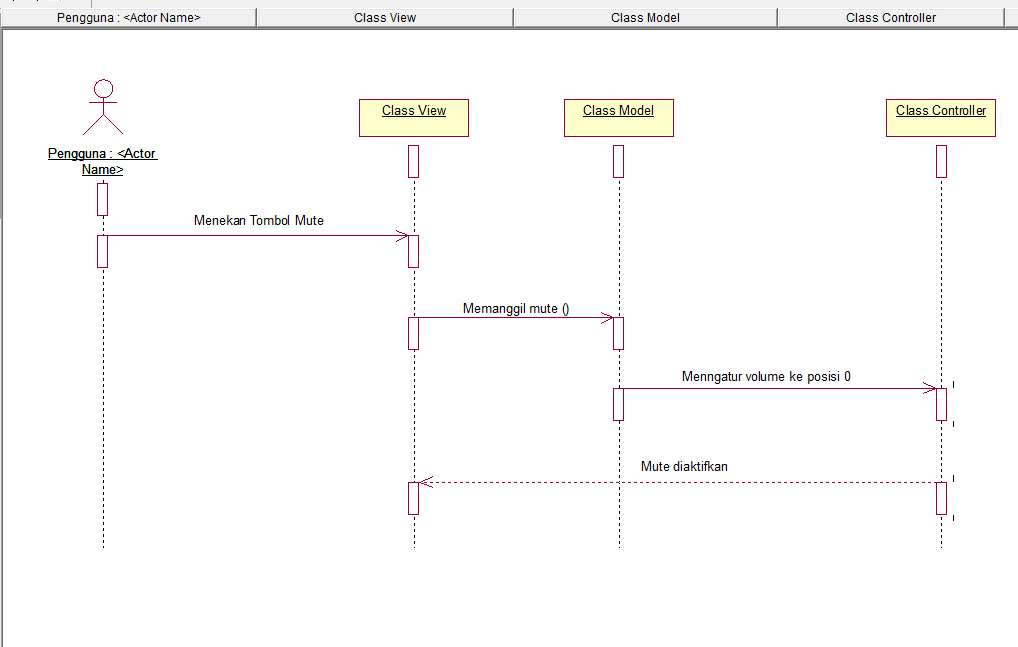 Pengguna : <Actor Name>
Class View
Class Model
Class Controller
Class View
Class Model
Class Controller
Pengguna : <Actor
Name>
Menekan Tombol Mute
Memanggil mute ()
Menngatur volume ke posisi 0
Mute diaktifkan